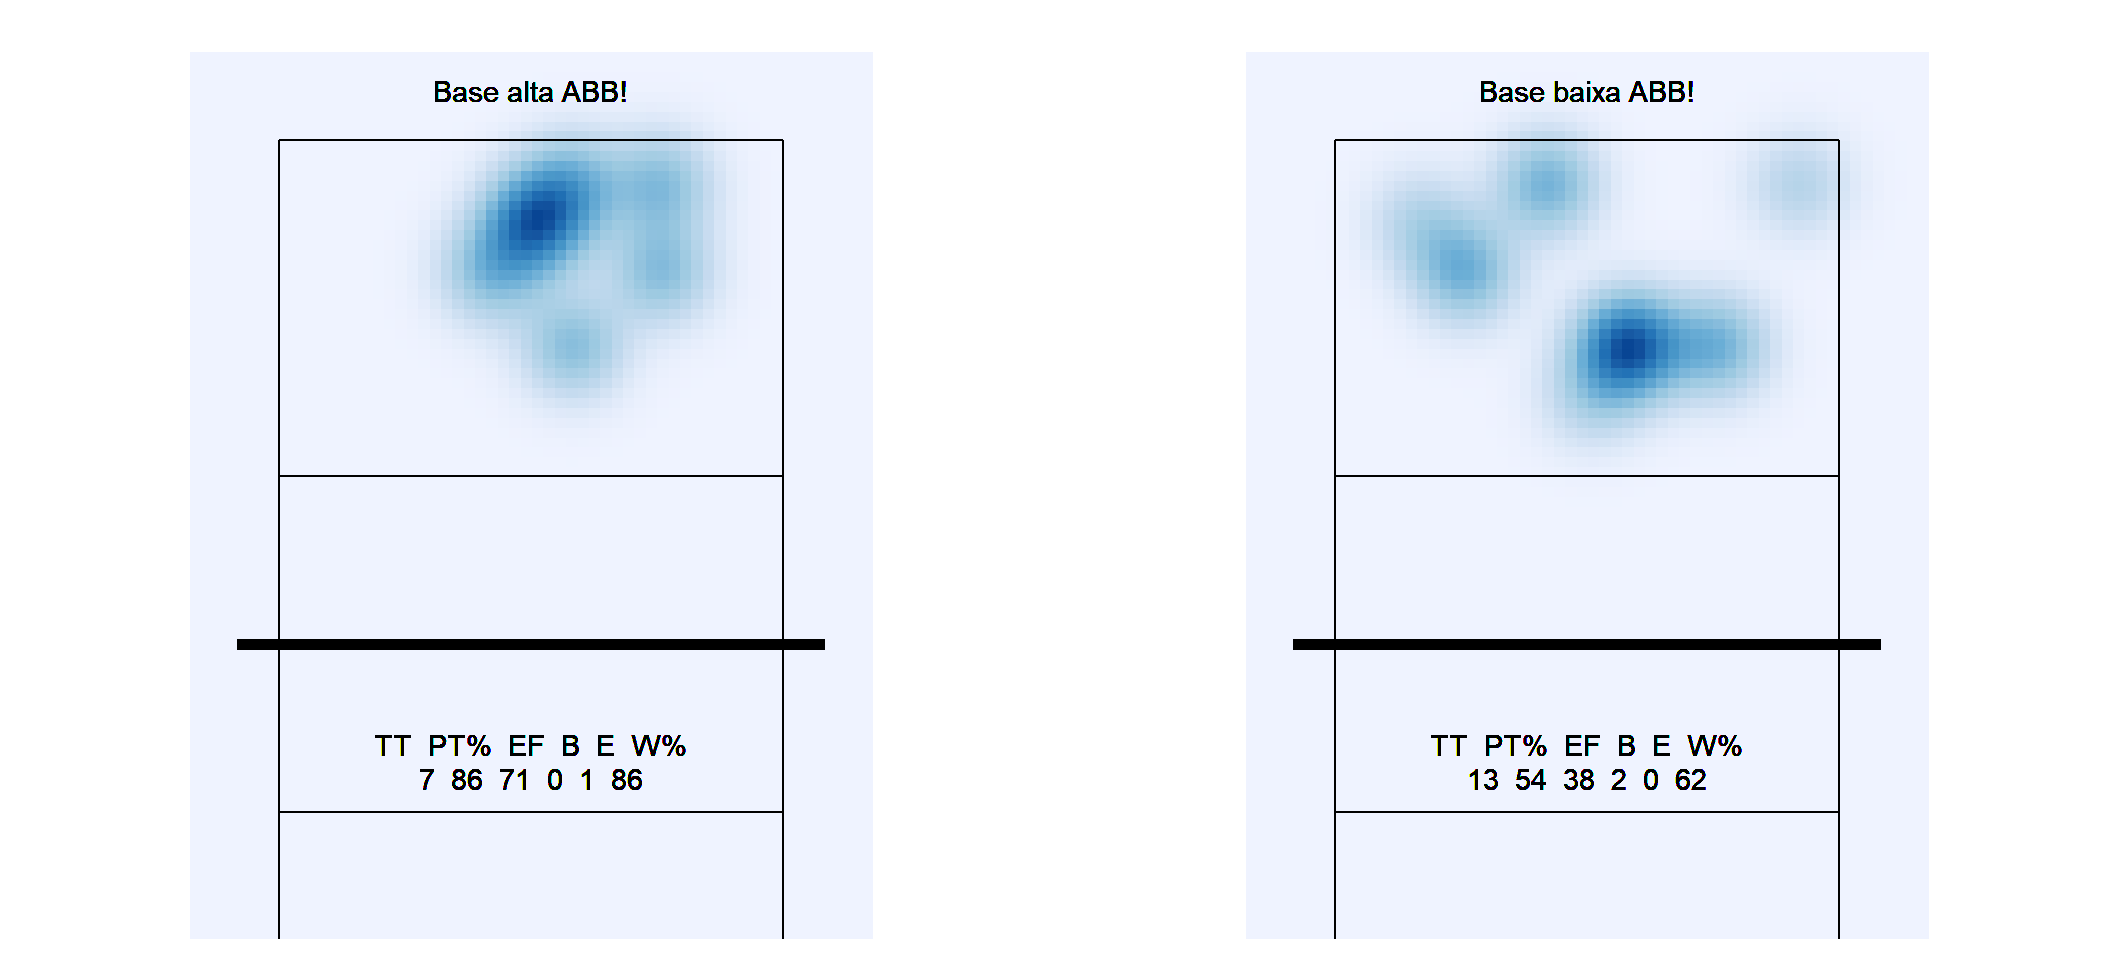 Base alta ABB!
TT PT% EF B E W%
7 86 71 0 1 86
Base baixa ABB!
TT PT% EF B E W%
13 54 38 2 0 62